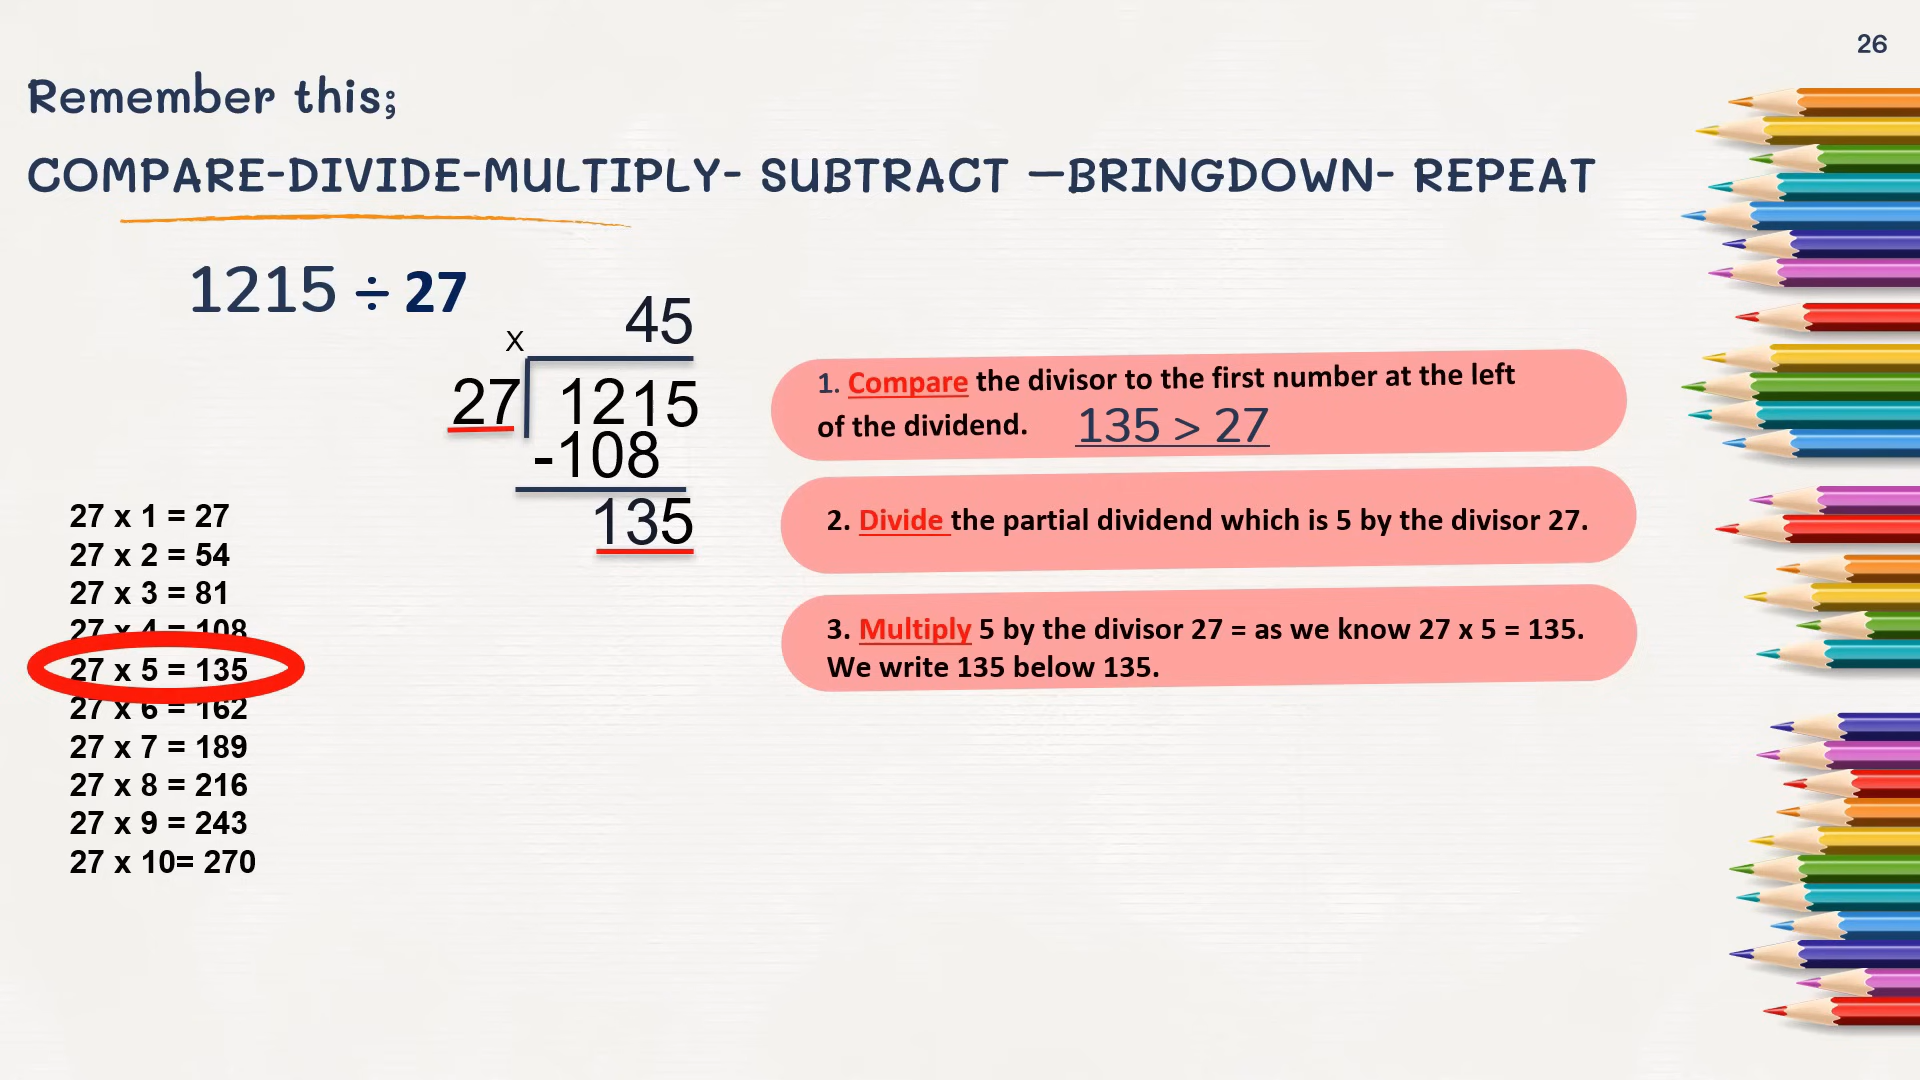 26
Remember this;
COMPARE-DIVIDE-MULTIPLY- SUBTRACT –BRINGDOWN- REPEAT
1215 ÷ 27
45
x
27 1215
-108
135
1. Compare the divisor to the first number at the left
of the dividend. 135 > 27
2. Divide the partial dividend which is 5 by the divisor 27.
3. Multiply 5 by the divisor 27 = as we know 27 x 5 = 135.
We write 135 below 135.
27 x 1 = 27
27 x 2 = 54
27 x 3 = 81
27 x 4 = 108
27 x 5 = 135
27 x 6 = 162
27 x 7 = 189
27 x 8 = 216
27 x 9 = 243
27 x 10= 270